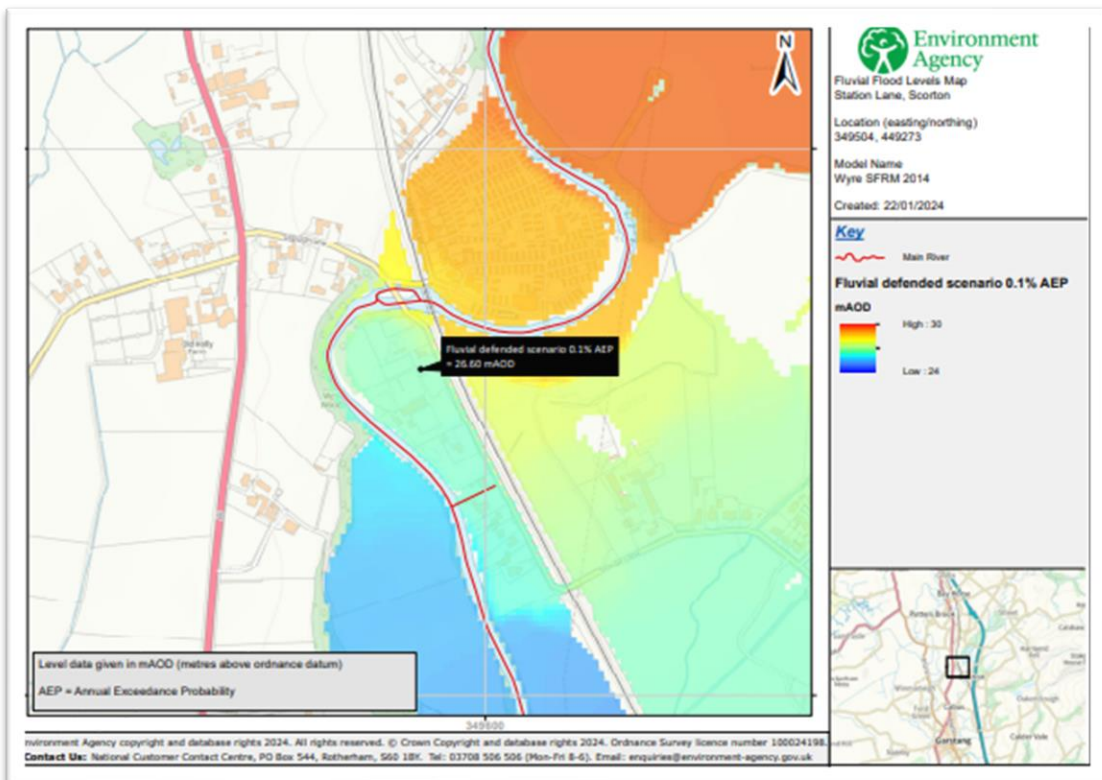 N
Environment
Agency
Fluvial Flood Levels Map
Station Lane, Scorton
Location (easting/northing)
349504, 449273
Model Name
Wyre SFRM 2014
Created: 22/01/2024
Key
Main River
Fluvial defended scenario 0.1% AEP
mAOD
High : 30
Low : 24
Fluvial defended scenario 0.1% AEP
= 26.60 mAOD
Level data given in mAOD (metres above ordnance datum)
AEP = Annual Exceedance Probability
349600
Garstang
nvironment Agency copyright and database rights 2024. All rights reserved. © Crown Copyright and database rights 2024. Ordnance Survey licence number 100024198.
Contact Us: National Customer Contact Centre, PO Box 544, Rotherham, S60 1BY. Tel: 03708 506 506 (Mon-Fri 8-6). Email: enquiries@environment-agency.gov.uk